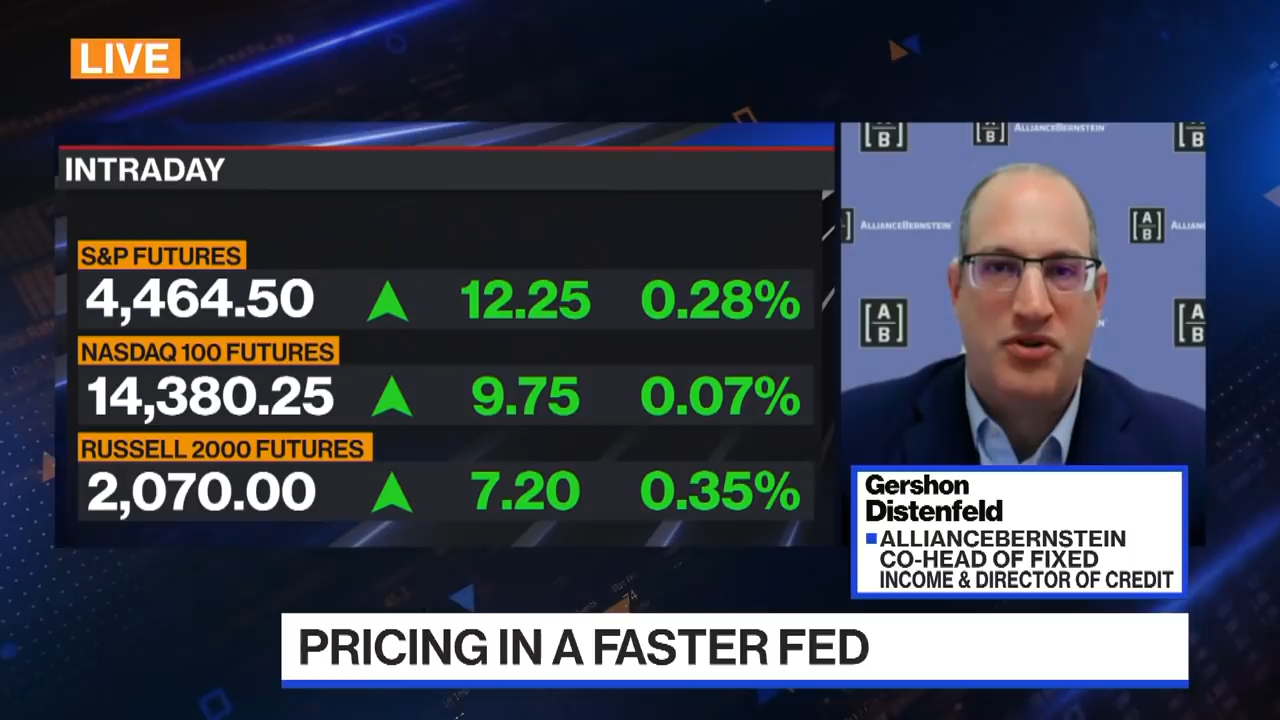 LIVE
INTRADAY
S&P FUTURES
4,464.50 12.25 0.28%
NASDAQ 100 FUTURES
14,380.25 9.75 0.07%
RUSSELL 2000 FUTURES
2,070.00 7.20 0.35%
A B
A B ALLIANCEBERNSTEIN
A B
ALLIANCEBERNSTEIN
A B
A B
A
Gershon
Distenfeld
ALLIANCEBERNSTEIN
CO-HEAD OF FIXED
INCOME & DIRECTOR OF CREDIT
PRICING IN A FASTER FED